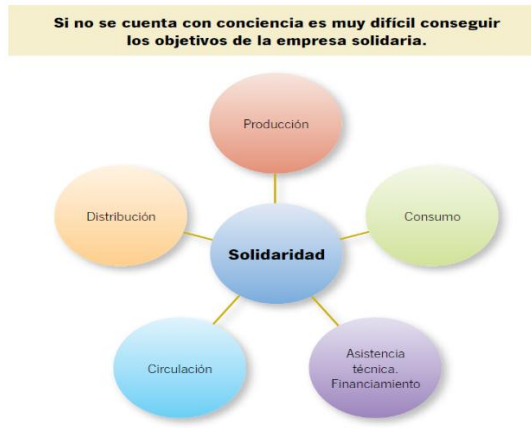 Si no se cuenta con conciencia es muy difícil conseguir
los objetivos de la empresa solidaria.
Producción
Distribución
Consumo
Solidaridad
Circulación
Asistencia
técnica.
Financiamiento